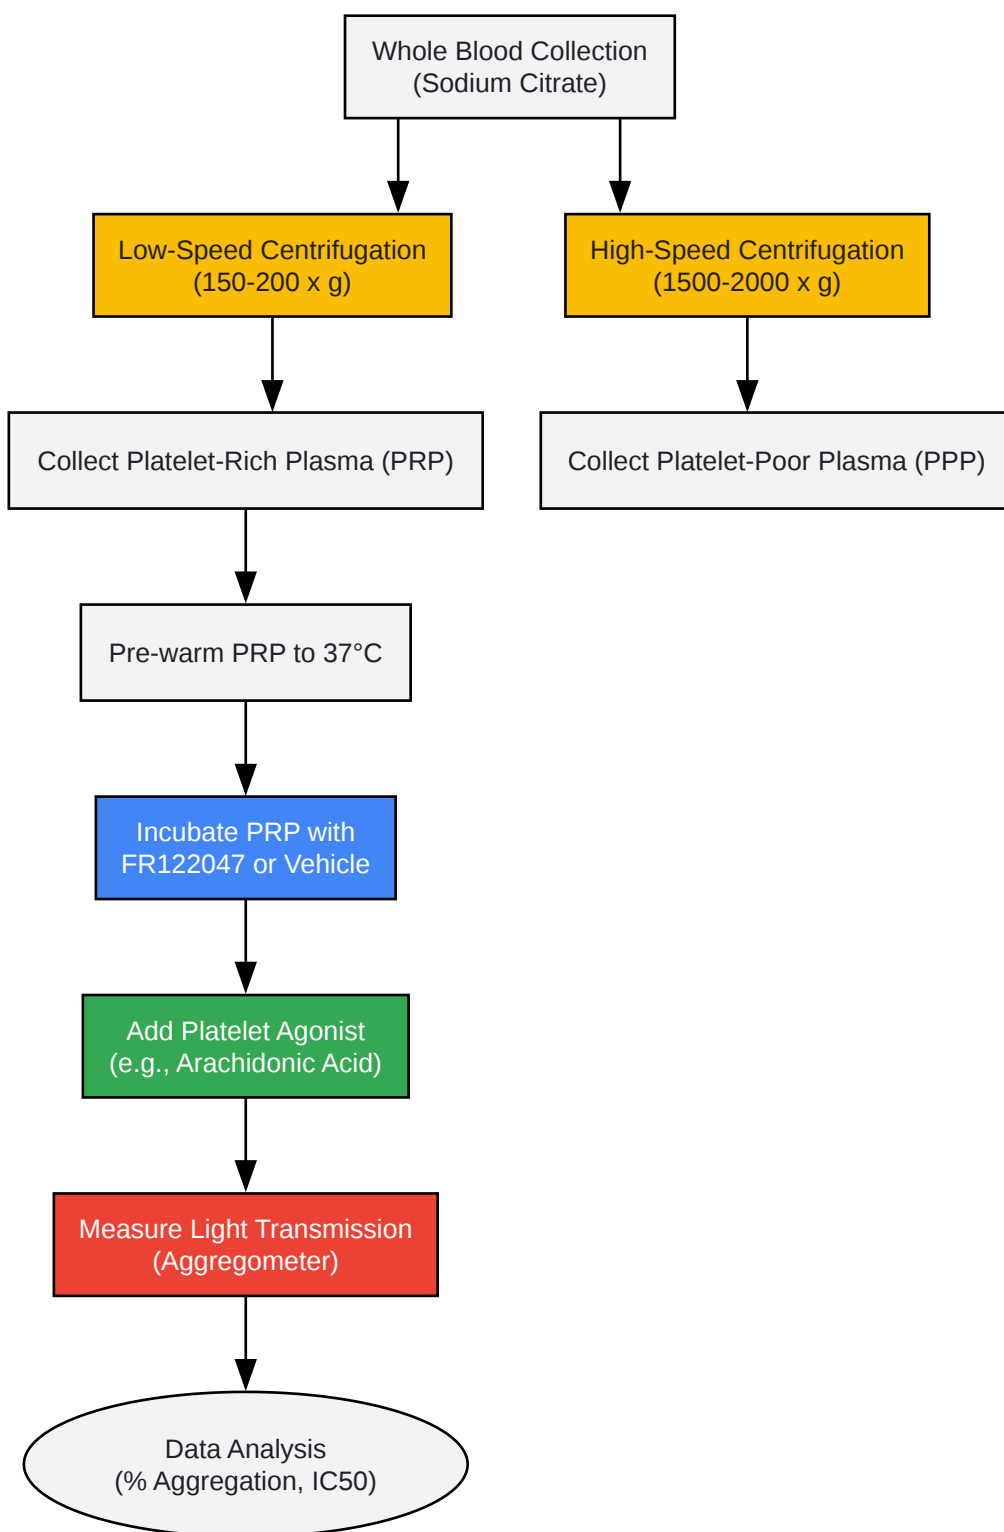 Whole Blood Collection
(Sodium Citrate)
Low-Speed Centrifugation
(150-200 x g)
High-Speed Centrifugation
(1500-2000 x g)
Collect Platelet-Rich Plasma (PRP)
Collect Platelet-Poor Plasma (PPP)
Pre-warm PRP to 37°C
Incubate PRP with
FR122047 or Vehicle
Add Platelet Agonist
(e.g., Arachidonic Acid)
Measure Light Transmission
(Aggregometer)
Data Analysis
(% Aggregation, IC50)